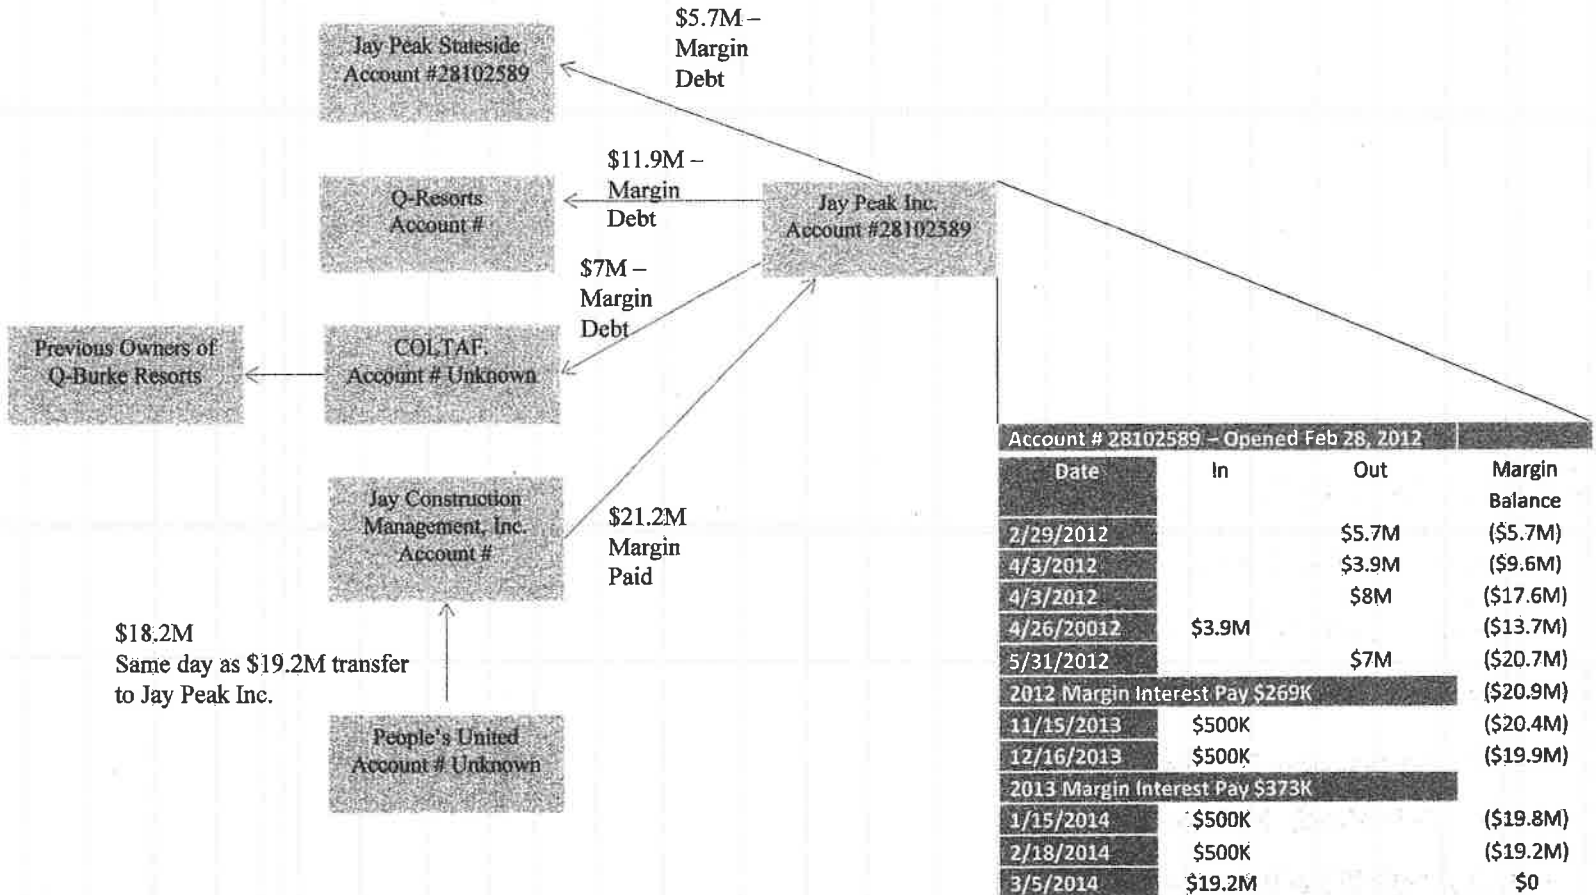 $5.7M –
Margin
Debt
Jay Peak Stateside
Account #28102589
$11.9M –
Margin
Debt
Q-Resorts
Account #
Jay Peak Inc.
Account #28102589
$7M –
Margin
Debt
Previous Owners of
Q-Burke Resorts
COLTAF.
Account # Unknown
Jay Construction
Management, Inc.
Account #
$21.2M
Margin
Paid
$18.2M
Same day as $19.2M transfer
to Jay Peak Inc.
People's United
Account # Unknown
Account # 28102589 – Opened Feb 28, 2012
Date In Out Margin
Balance
2/29/2012 $5.7M ($5.7M)
4/3/2012 $3.9M ($9.6M)
4/3/2012 $8M ($17.6M)
4/26/20012 $3.9M ($13.7M)
5/31/2012 $7M ($20.7M)
2012 Margin Interest Pay $269K ($20.9M)
11/15/2013 $500K ($20.4M)
12/16/2013 $500K ($19.9M)
2013 Margin Interest Pay $373K
1/15/2014 $500K ($19.8M)
2/18/2014 $500K ($19.2M)
3/5/2014 $19.2M $0